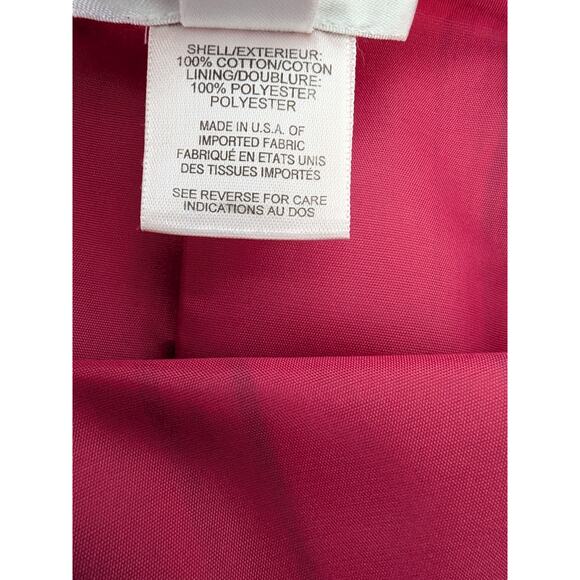 SHELL/EXTERIEUR:
100% COTTON/COTON
LINING/DOUBLURE:
100% POLYESTER
POLYESTER
MADE IN U.S.A. OF
IMPORTED FABRIC
FABRIQUÉ EN ETATS UNIS
DES TISSUES IMPORTÉS
SEE REVERSE FOR CARE
INDICATIONS AU DOS